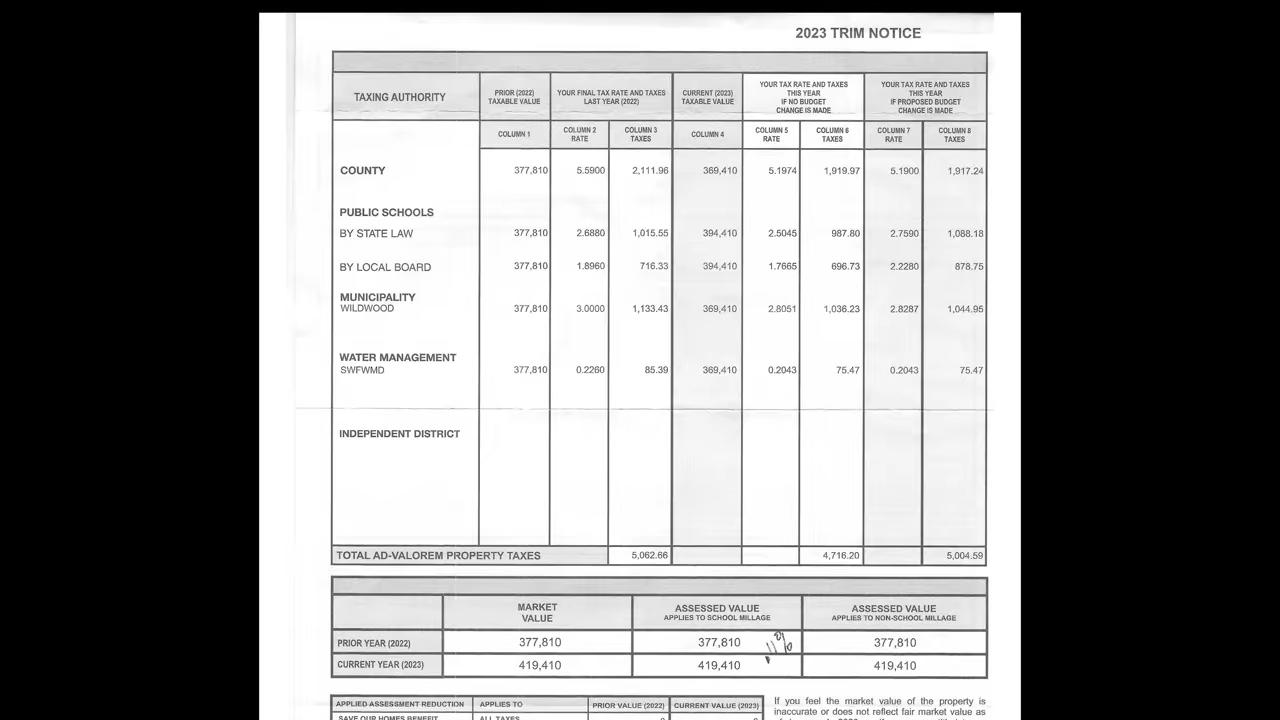 2023 TRIM NOTICE
TAXING AUTHORITY
PRIOR (2022) TAXABLE VALUE
YOUR FINAL TAX RATE AND TAXES LAST YEAR (2022)
CURRENT (2023) TAXABLE VALUE
YOUR TAX RATE AND TAXES THIS YEAR IF NO BUDGET CHANGE IS MADE
YOUR TAX RATE AND TAXES THIS YEAR IF PROPOSED BUDGET CHANGE IS MADE
COLUMN 1 COLUMN 2 RATE COLUMN 3 TAXES COLUMN 4 COLUMN 5 RATE COLUMN 6 TAXES COLUMN 7 RATE COLUMN 8 TAXES
COUNTY 377,810 5.5900 2,111.96 369,410 5.1974 1,919.97 5.1900 1,917.24
PUBLIC SCHOOLS
BY STATE LAW 377,810 2.6880 1,015.55 394,410 2.5045 987.80 2.7590 1,088.18
BY LOCAL BOARD 377,810 1.8960 716.33 394,410 1.7665 696.73 2.2280 878.75
MUNICIPALITY
WILDWOOD 377,810 3.0000 1,133.43 369,410 2.8051 1,036.23 2.8287 1,044.95
WATER MANAGEMENT
SWFWMD 377,810 0.2260 85.39 369,410 0.2043 75.47 0.2043 75.47
INDEPENDENT DISTRICT
TOTAL AD-VALOREM PROPERTY TAXES 5,062.66 4,716.20 5,004.59
MARKET VALUE
ASSESSED VALUE APPLIES TO SCHOOL MILLAGE
ASSESSED VALUE APPLIES TO NON-SCHOOL MILLAGE
PRIOR YEAR (2022) 377,810 377,810 377,810
CURRENT YEAR (2023) 419,410 419,410 419,410
APPLIED ASSESSMENT REDUCTION APPLIES TO PRIOR VALUE (2022) CURRENT VALUE (2023)
SAVE OUR HOMES BENEFIT ALL TAXES 0 0
If you feel the market value of the property is
inaccurate or does not reflect fair market value as